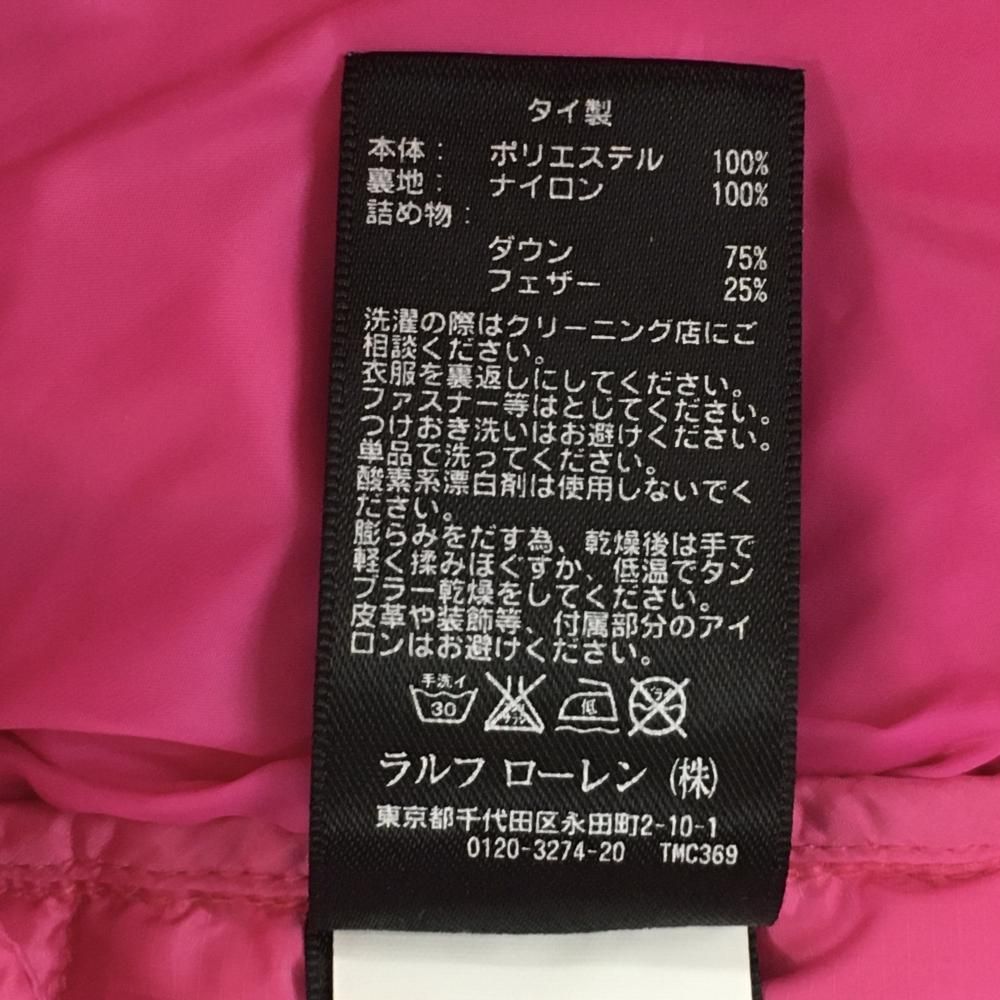 タイ製
本体： ポリエステル 100%
裏地： ナイロン 100%
詰め物：
ダウン 75%
フェザー 25%
洗濯の際はクリーニング店にご
相談ください。
衣服を裏返しにしてください。
ファスナー等はとじてください。
つけおき洗いはお避けください。
単品で洗ってください。
酸素系漂白剤は使用しないでく
ださい。
膨らみをだす為、乾燥後は手で
軽く揉みほぐすか、低温でタン
ブラー乾燥をしてください。
皮革や装飾等、付属部分のアイ
ロンはお避けください。
手洗イ 30 低
ラルフ ローレン (株)
東京都千代田区永田町2-10-1
0120-3274-20 TMC369